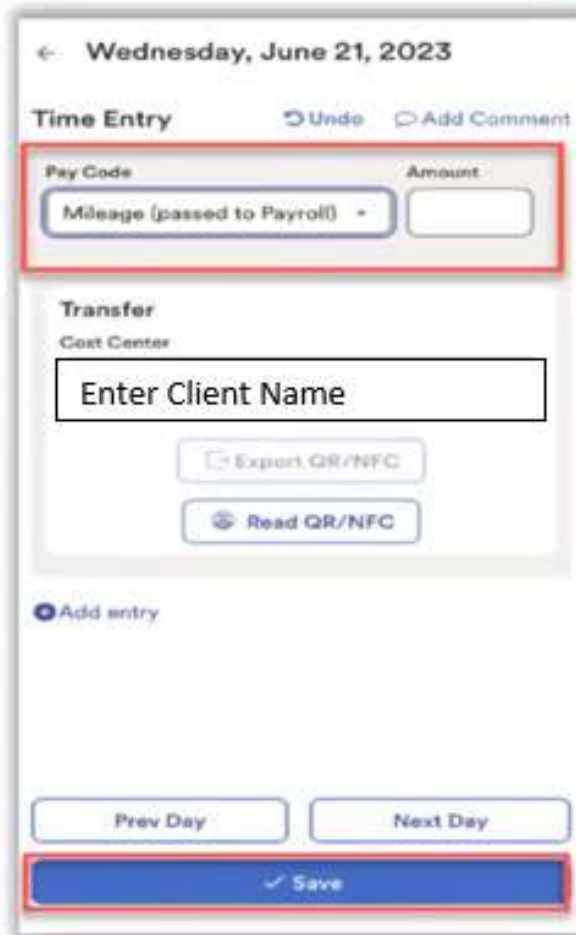 ← Wednesday, June 21, 2023
Time Entry Undo Add Comment
Pay Code Amount
Mileage (passed to Payroll)
Transfer
Cost Center
Enter Client Name
Export QR/NFC
Read QR/NFC
Add entry
Prev Day Next Day
✓ Save